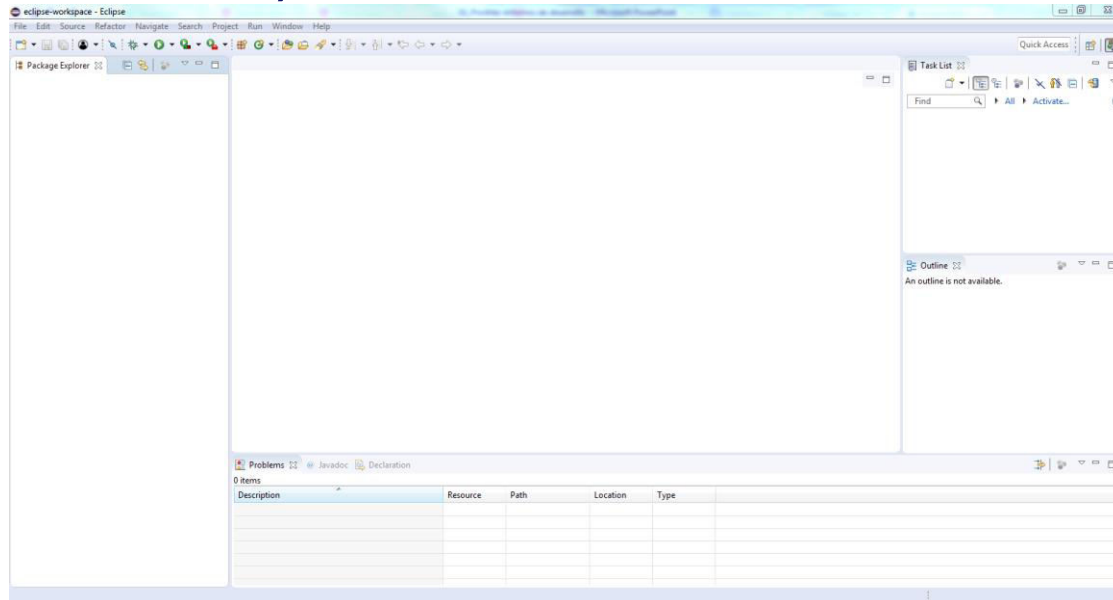 eclipse-workspace - Eclipse
File Edit Source Refactor Navigate Search Project Run Window Help
Quick Access
Package Explorer
Task List
Find All Activate...
Outline
An outline is not available.
Problems Javadoc Declaration
0 items
Description Resource Path Location Type